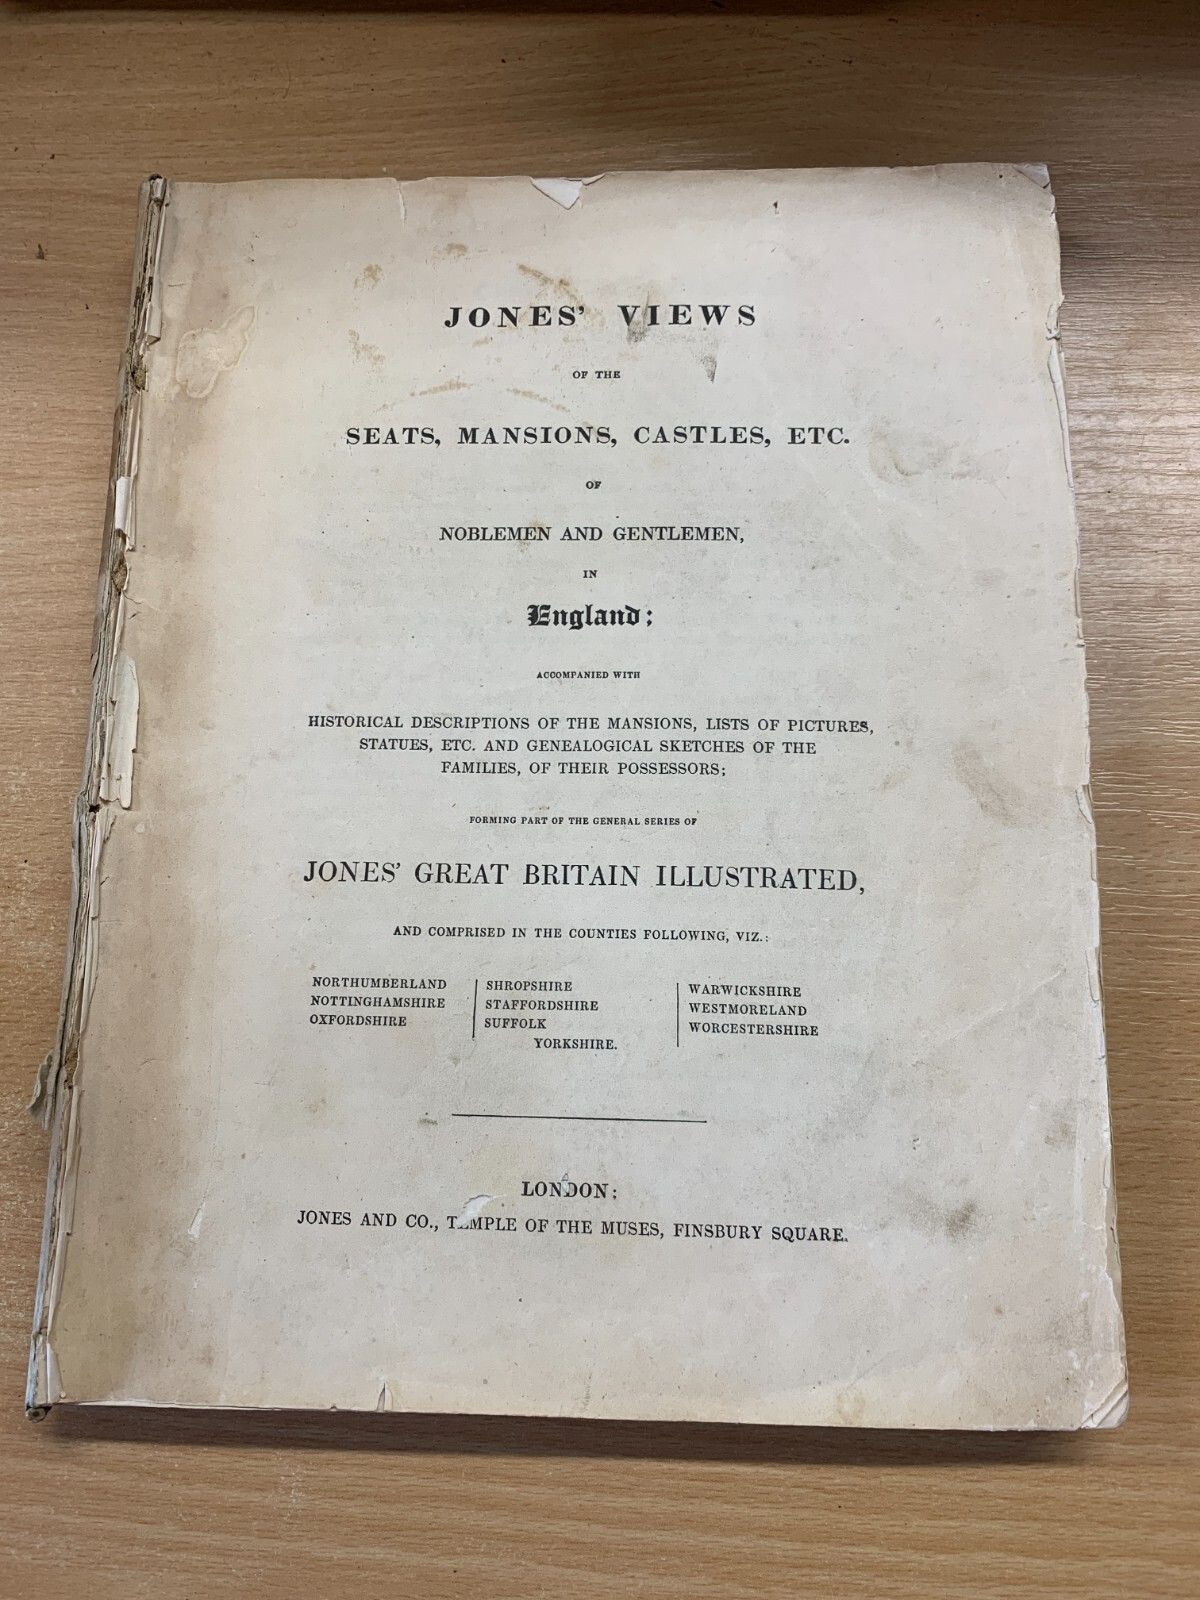 JONES' VIEWS
OF THE
SEATS, MANSIONS, CASTLES, ETC.
OF
NOBLEMEN AND GENTLEMEN,
IN
England;
ACCOMPANIED WITH
HISTORICAL DESCRIPTIONS OF THE MANSIONS, LISTS OF PICTURES,
STATUES, ETC. AND GENEALOGICAL SKETCHES OF THE
FAMILIES, OF THEIR POSSESSORS;
FORMING PART OF THE GENERAL SERIES OF
JONES' GREAT BRITAIN ILLUSTRATED,
AND COMPRISED IN THE COUNTIES FOLLOWING, VIZ.:
NORTHUMBERLAND
NOTTINGHAMSHIRE
OXFORDSHIRE
SHROPSHIRE
STAFFORDSHIRE
SUFFOLK
YORKSHIRE.
WARWICKSHIRE
WESTMORELAND
WORCESTERSHIRE
LONDON:
JONES AND CO., TEMPLE OF THE MUSES, FINSBURY SQUARE.